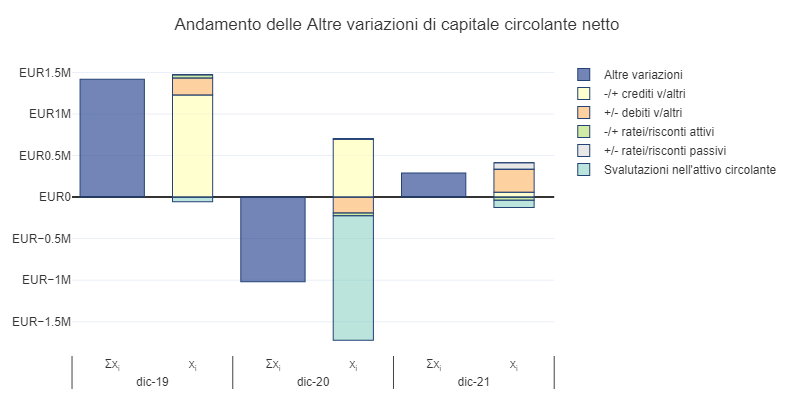 Andamento delle Altre variazioni di capitale circolante netto
EUR1.5M
EUR1M
EUR0.5M
EUR0
EUR−0.5M
EUR−1M
EUR−1.5M
Σxi
xi
Σxi
xi
Σxi
xi
dic-19
dic-20
dic-21
Altre variazioni
-/+ crediti v/altri
+/- debiti v/altri
-/+ ratei/risconti attivi
+/- ratei/risconti passivi
Svalutazioni nell'attivo circolante